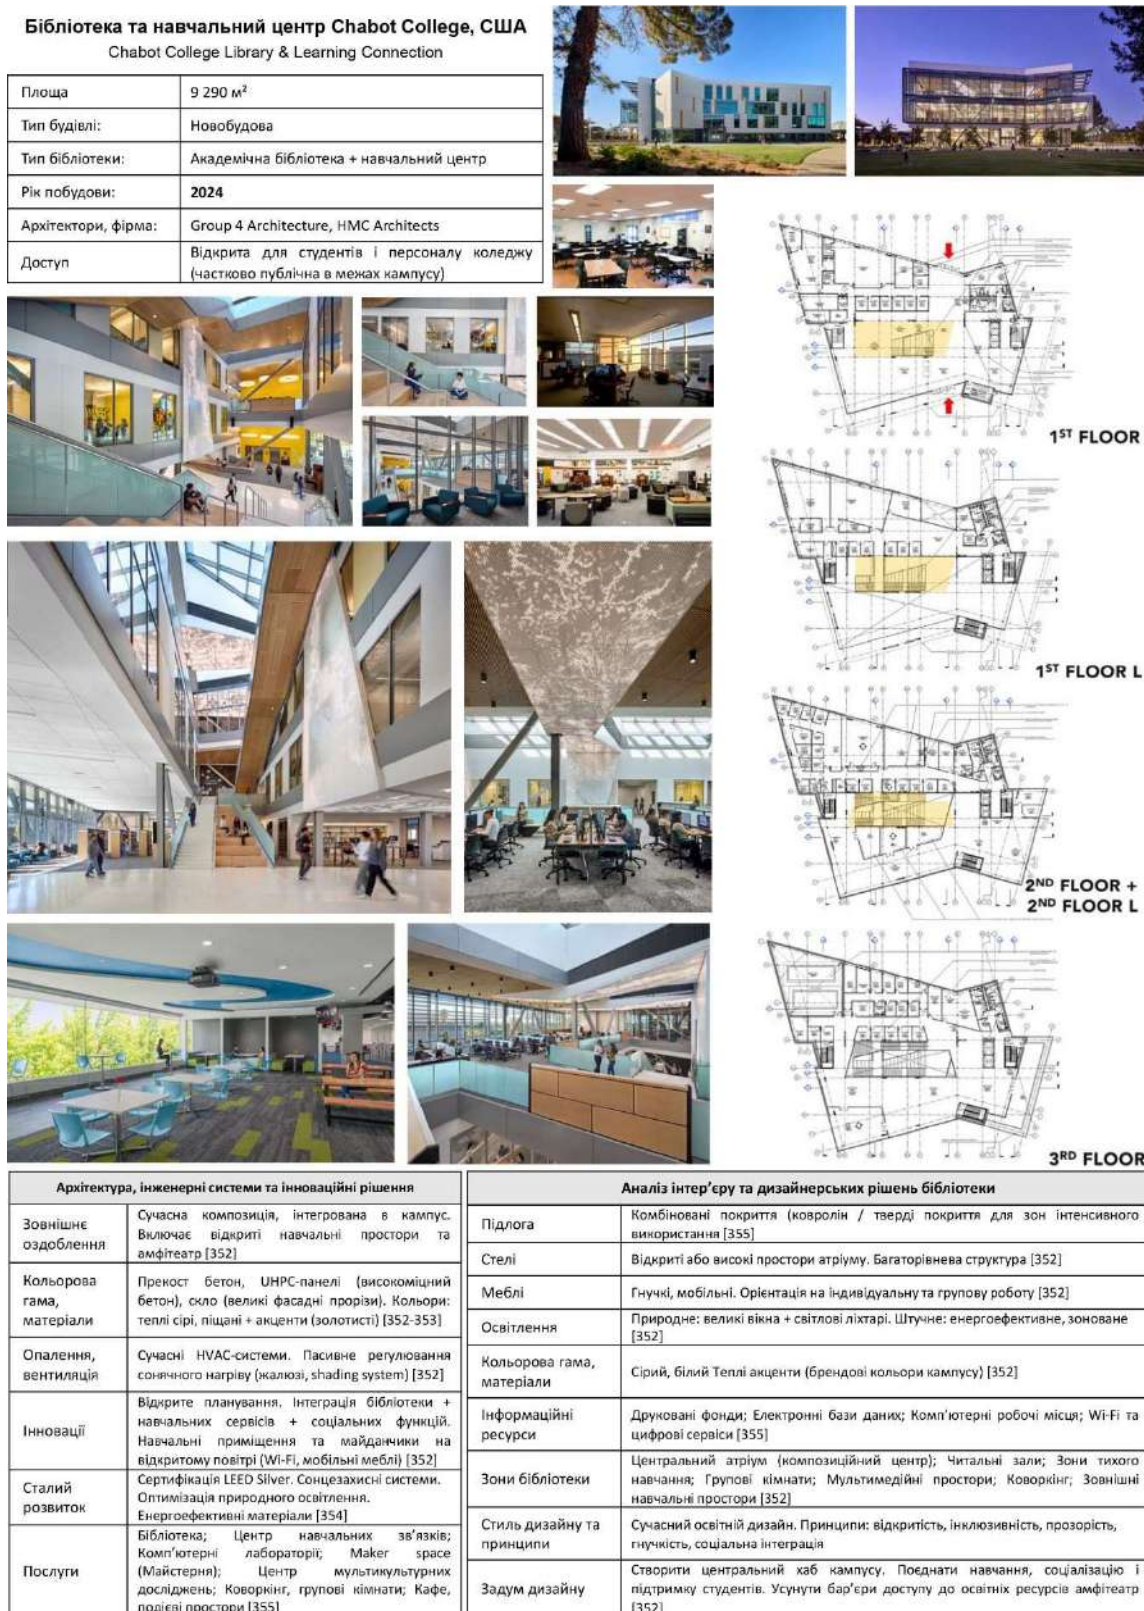 Бібліотека та навчальний центр Chabot College, США
Chabot College Library & Learning Connection
Площа 9 290 м²
Тип будівлі: Новобудова
Тип бібліотеки: Академічна бібліотека + навчальний центр
Рік побудови: 2024
Архітектори, фірма: Group 4 Architecture, HMC Architects
Доступ Відкрита для студентів і персоналу коледжу
(частково публічна в межах кампусу)
1ST FLOOR
1ST FLOOR L
2ND FLOOR +
2ND FLOOR L
3RD FLOOR
Архітектура, інженерні системи та інноваційні рішення
Зовнішнє
оздоблення
Сучасна композиція, інтегрована в кампус.
Включає відкриті навчальні простори та
амфітеатр [352]
Кольорова
гама,
матеріали
Прекост бетон, UHPC-панелі (високоміцний
бетон), скло (великі фасадні прорізи). Кольори:
теплі сірі, піщані + акценти (золотисті) [352-353]
Опалення,
вентиляція
Сучасні HVAC-системи. Пасивне регулювання
сонячного нагріву (жалюзі, shading system) [352]
Інновації
Відкрите планування. Інтеграція бібліотеки +
навчальних сервісів + соціальних функцій.
Навчальні приміщення та майданчики на
відкритому повітрі (Wi-Fi, мобільні меблі) [352]
Сталий
розвиток
Сертифікація LEED Silver. Сонцезахисні системи.
Оптимізація природного освітлення.
Енергоефективні матеріали [354]
Послуги
Бібліотека; Центр навчальних зв'язків;
Комп'ютерні лабораторії; Maker space
(Майстерня); Центр мультикультурних
досліджень; Коворкінг, групові кімнати; Кафе,
подієві простори [355]
Аналіз інтер'єру та дизайнерських рішень бібліотеки
Підлога
Комбіновані покриття (ковролін / тверді покриття для зон інтенсивного
використання [355]
Стелі
Відкриті або високі простори атріуму. Багаторівнева структура [352]
Меблі
Гнучкі, мобільні. Орієнтація на індивідуальну та групову роботу [352]
Освітлення
Природне: великі вікна + світлові ліхтарі. Штучне: енергоефективне, зоноване
[352]
Кольорова гама,
матеріали
Сірий, білий Теплі акценти (брендові кольори кампусу) [352]
Інформаційні
ресурси
Друковані фонди; Електронні бази даних; Комп'ютерні робочі місця; Wi-Fi та
цифрові сервіси [355]
Зони бібліотеки
Центральний атріум (композиційний центр); Читальні зали; Зони тихого
навчання; Групові кімнати; Мультимедійні простори; Коворкінг; Зовнішні
навчальні простори [352]
Стиль дизайну та
принципи
Сучасний освітній дизайн. Принципи: відкритість, інклюзивність, прозорість,
гнучкість, соціальна інтеграція
Задум дизайну
Створити центральний хаб кампусу. Поєднати навчання, соціалізацію і
підтримку студентів. Усунути бар'єри доступу до освітніх ресурсів амфітеатр
[352]